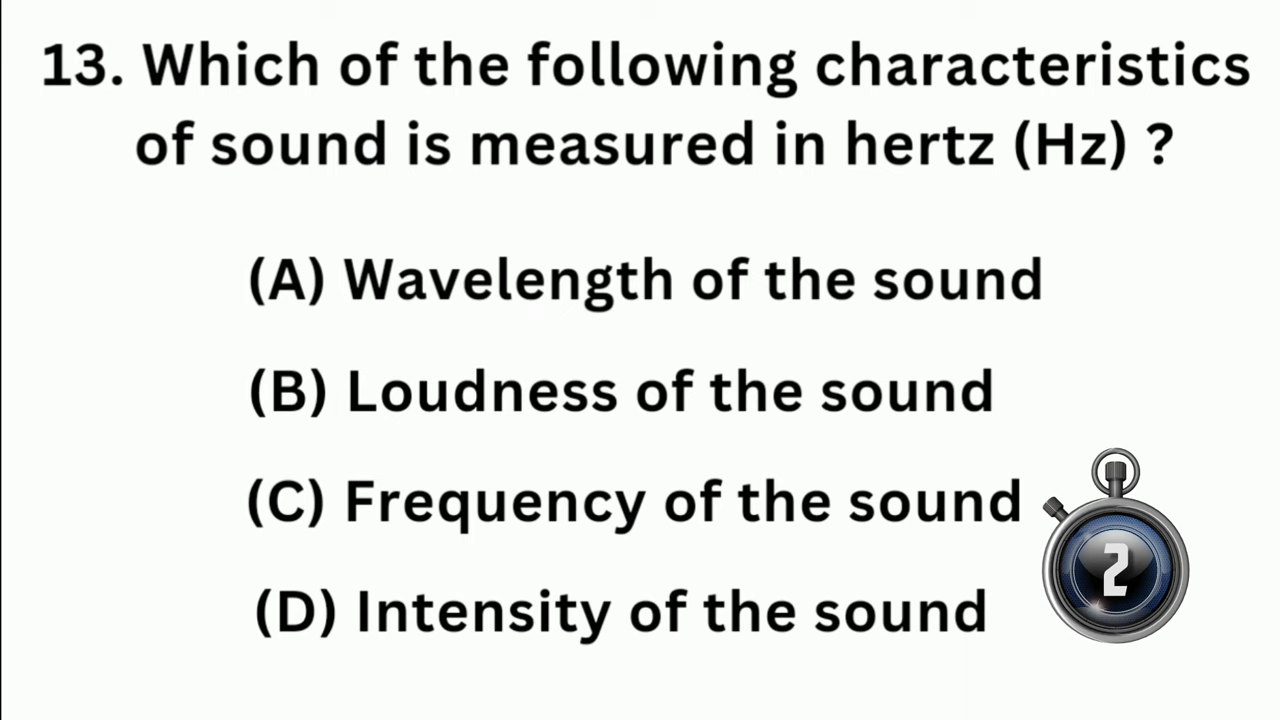 13. Which of the following characteristics
of sound is measured in hertz (Hz) ?
(A) Wavelength of the sound
(B) Loudness of the sound
(C) Frequency of the sound
(D) Intensity of the sound
2